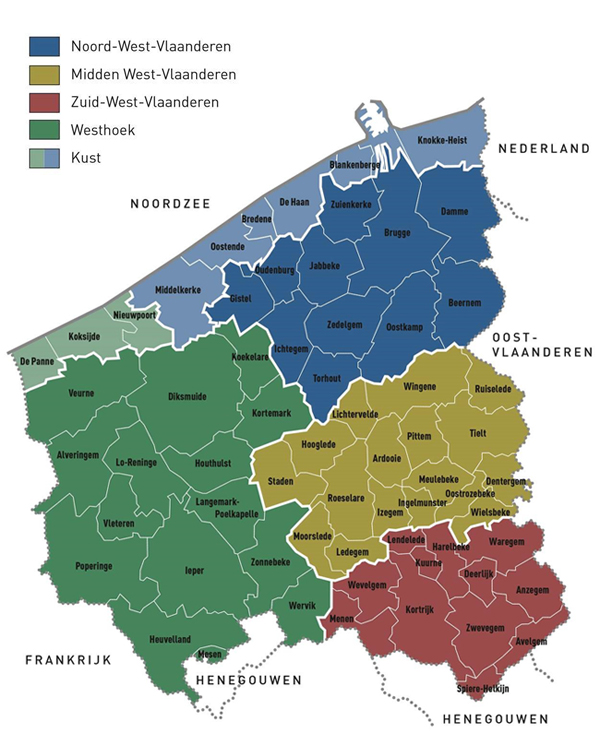 Noord-West-Vlaanderen
Midden West-Vlaanderen
Zuid-West-Vlaanderen
Westhoek
Kust
Knokke-Heist
NEDERLAND
Blankenberge
NOORDZEE
De Haan
Zuienkerke
Damme
Bredene
Brugge
Oostende
Oudenburg
Jabbeke
Middelkerke
Gistel
Beernem
Nieuwpoort
Zedelgem
Oostkamp
Koksijde
OOST-
VLAANDEREN
De Panne
Koekelare
Ichtegem
Torhout
Veurne
Diksmuide
Wingene
Ruiselede
Kortemark
Lichtervelde
Pittem
Tielt
Hooglede
Alveringem
Lo-Reninge
Houthulst
Ardooie
Staden
Meulebeke
Dentergem
Roeselare
Oostrozebeke
Langemark-
Poelkapelle
Ingelmunster
Izegem
Wielsbeke
Vleteren
Moorslede
Lendelede
Harelbeke
Waregem
Ledegem
Poperinge
Ieper
Zonnebeke
Kuurne
Deerlijk
Wevelgem
Anzegem
Wervik
Kortrijk
Menen
Zwevegem
Heuvelland
Avelgem
Mesen
FRANKRIJK
HENEGOUWEN
Spiere-Helkijn
HENEGOUWEN